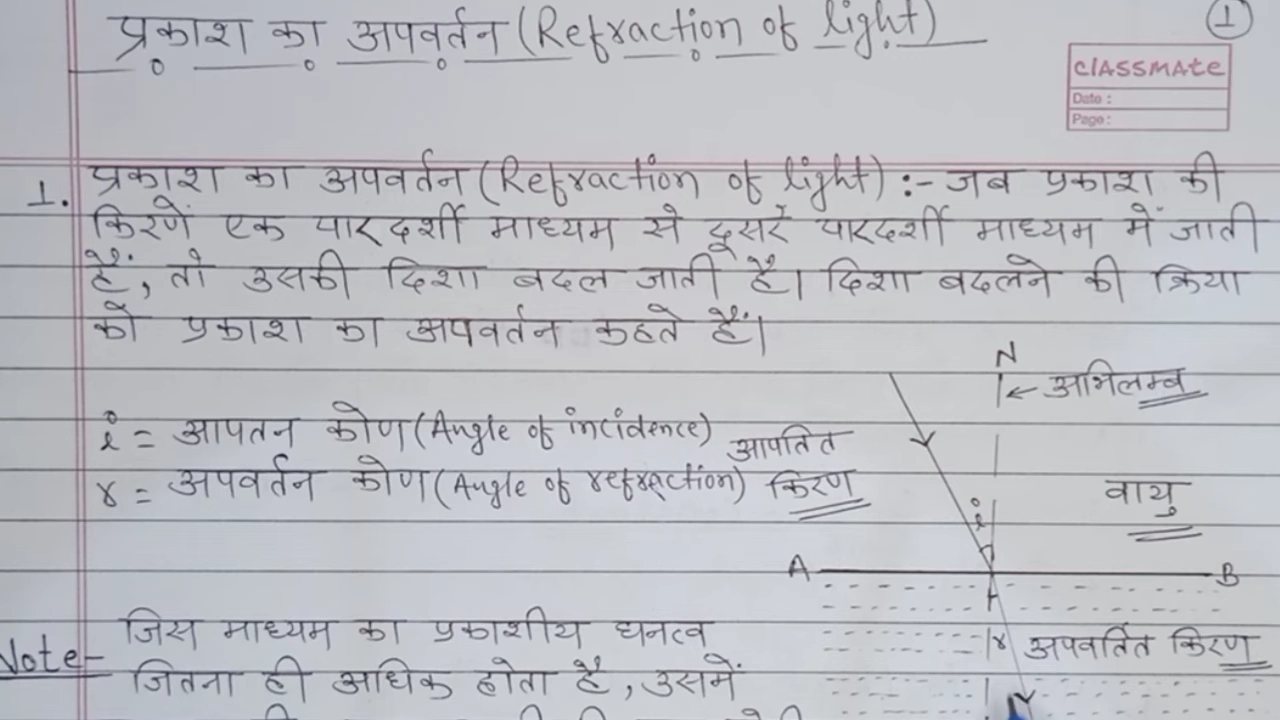 प्रकाश का अपवर्तन (Refraction of light)
1
CLASSMATE
Date :
Page :
1. प्रकाश का अपवर्तन (Refraction of light) :- जब प्रकाश की
किरणें एक पारदर्शी माध्यम से दूसरे पारदर्शी माध्यम में जाती
हैं, तो उसकी दिशा बदल जाती है। दिशा बदलने की क्रिया
को प्रकाश का अपवर्तन कहते हैं।
N
← अभिलम्ब
i = आपतन कोण (Angle of incidence)
r = अपवर्तन कोण (Angle of refraction)
आपतित
किरण
i
वायु
A B
r अपवर्तित किरण
Note- जिस माध्यम का प्रकाशीय घनत्व
जितना ही अधिक होता है, उसमें